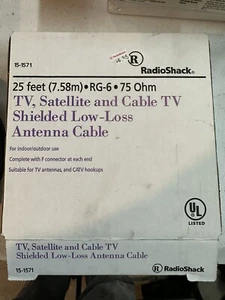 15-1571
R RadioShack®
25 feet (7.58m)•RG-6•75 Ohm
TV, Satellite and Cable TV
Shielded Low-Loss
Antenna Cable
For indoor/outdoor use
Complete with F connector at each end
Suitable for TV antennas, and CATV hookups
UL
LISTED
TV, Satellite and Cable TV
Shielded Low-Loss Antenna Cable
15-1571
R RadioShack